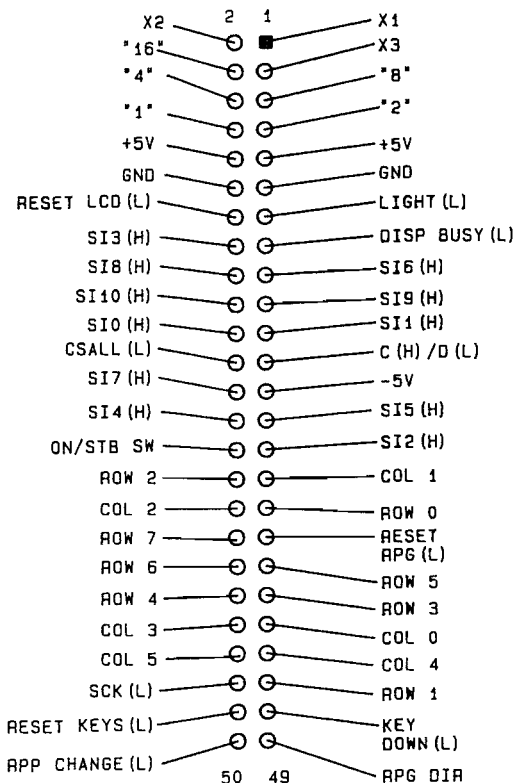 2 1
X2 X1
"16" X3
"4" "8"
"1" "2"
+5V +5V
GND GND
RESET LCD(L) LIGHT(L)
SI3(H) DISP BUSY(L)
SI8(H) SI6(H)
SI10(H) SI9(H)
SI0(H) SI1(H)
CSALL(L) C(H)/D(L)
SI7(H) -5V
SI4(H) SI5(H)
ON/STB SW SI2(H)
ROW 2 COL 1
COL 2 ROW 0
ROW 7 RESET
RPG(L)
ROW 6 ROW 5
ROW 4 ROW 3
COL 3 COL 0
COL 5 COL 4
SCK(L) ROW 1
RESET KEYS(L) KEY
DOWN(L)
RPP CHANGE(L) RPG DIR
50 49